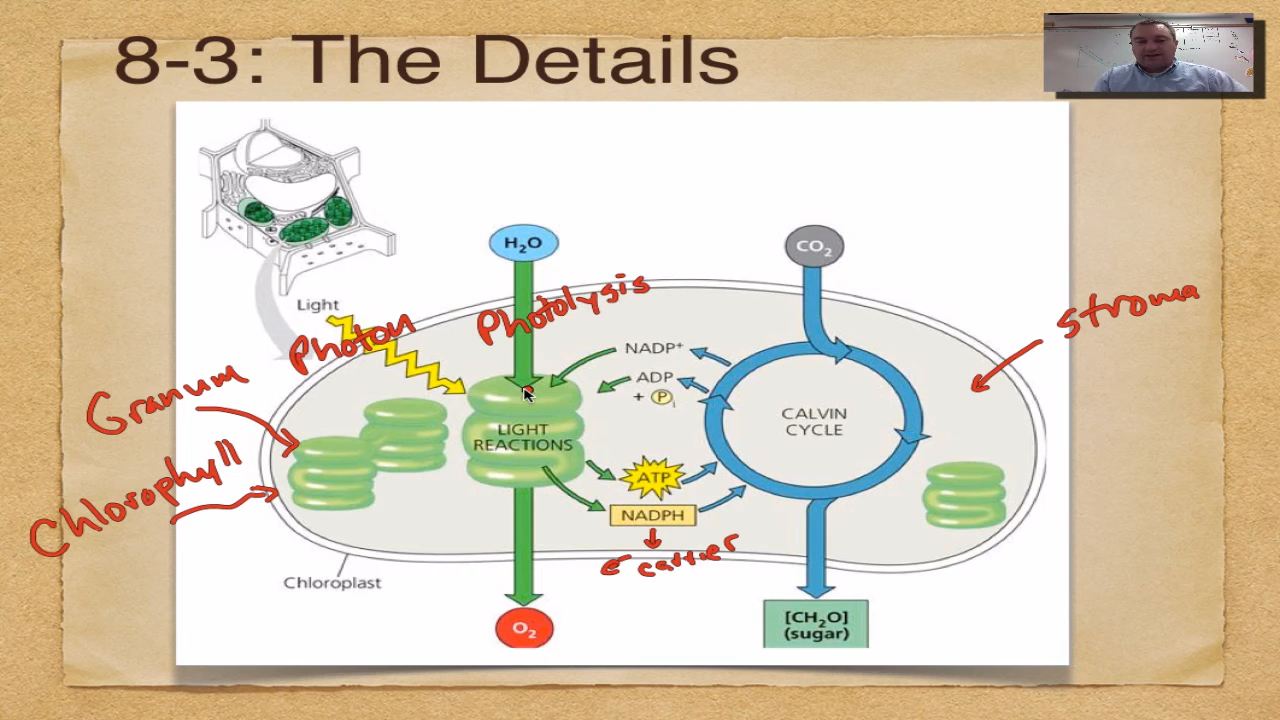 8-3: The Details
H₂O
CO₂
Light
Photon
Photolysis
Stroma
Granum
Chlorophyll
NADP⁺
ADP
+ Pi
LIGHT
REACTIONS
CALVIN
CYCLE
ATP
NADPH
e⁻ carrier
Chloroplast
O₂
[CH₂O]
(sugar)